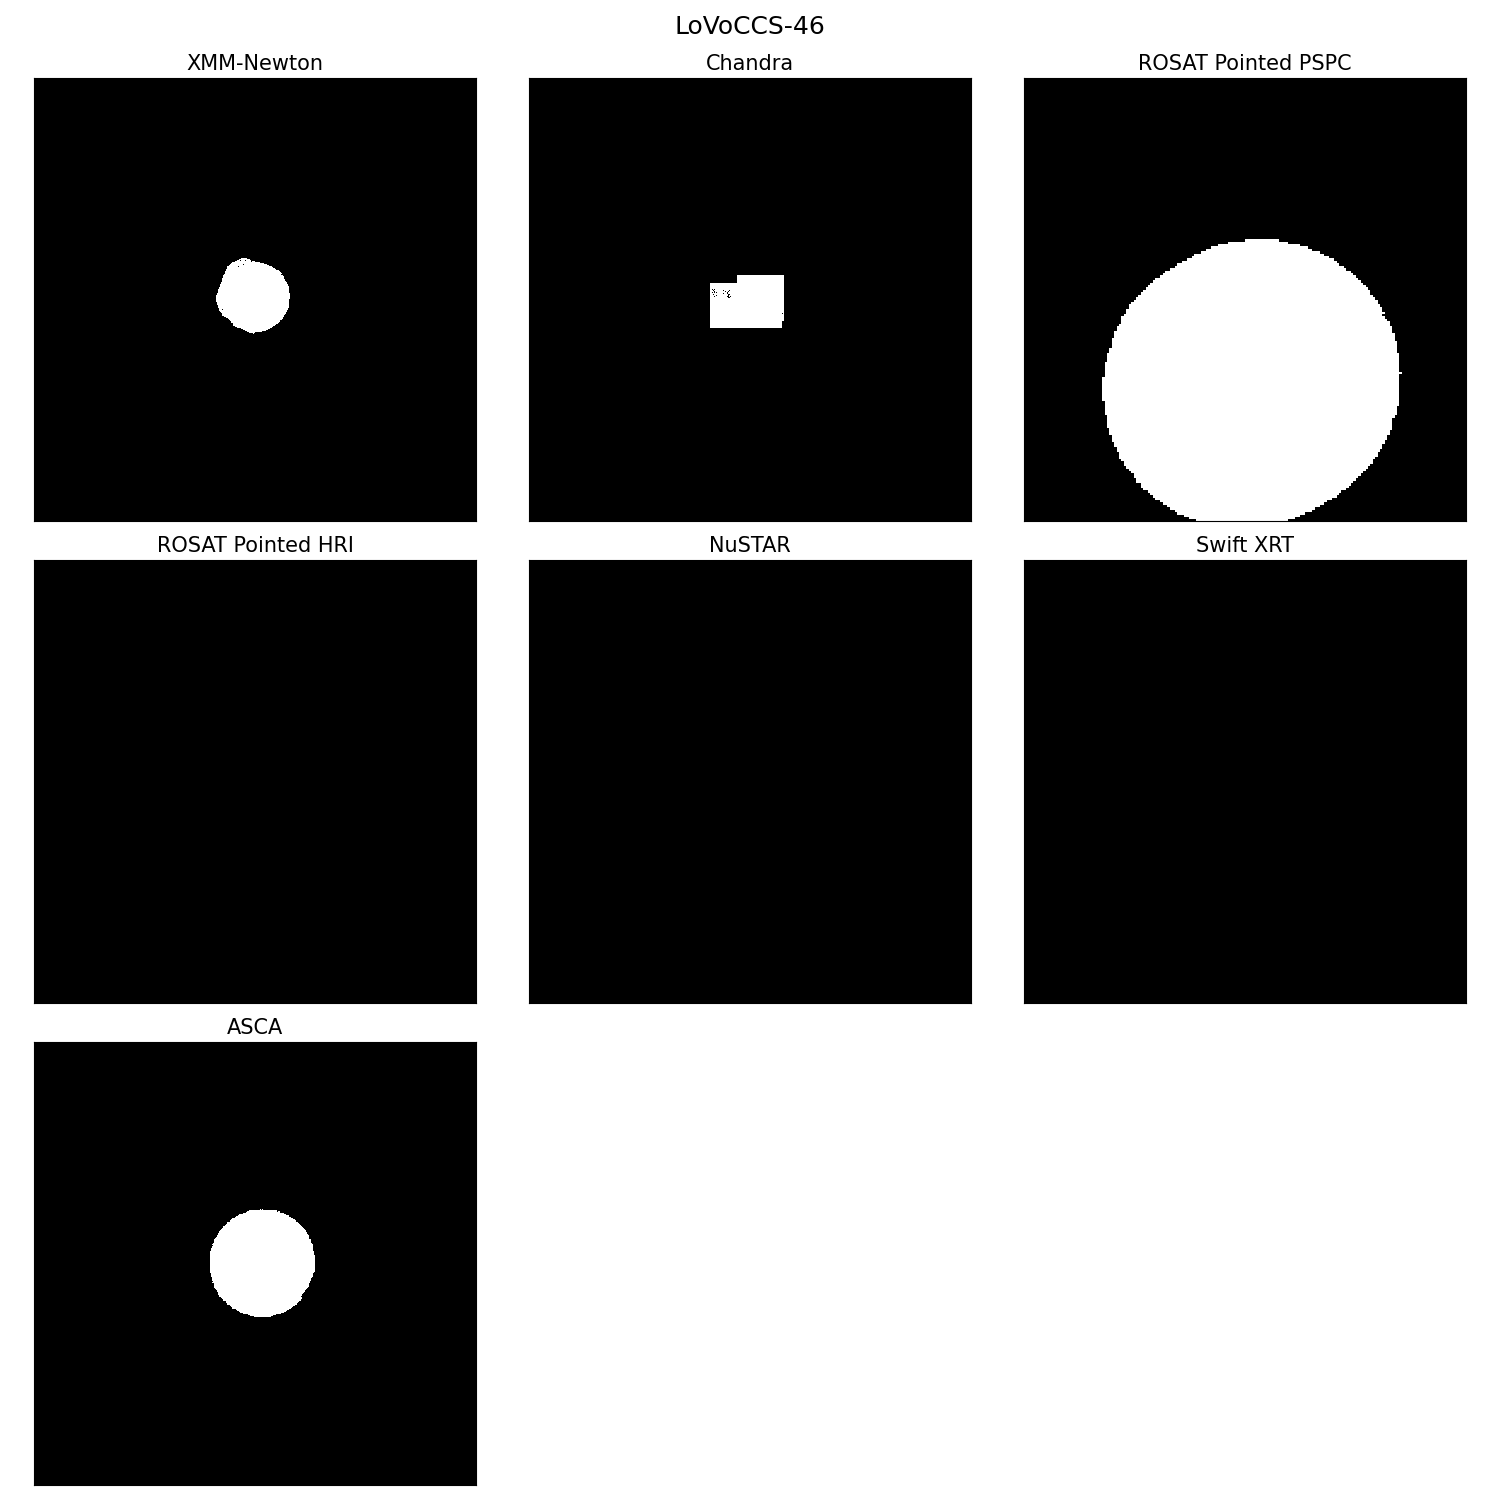 LoVoCCS-46
XMM-Newton
Chandra
ROSAT Pointed PSPC
ROSAT Pointed HRI
NuSTAR
Swift XRT
ASCA